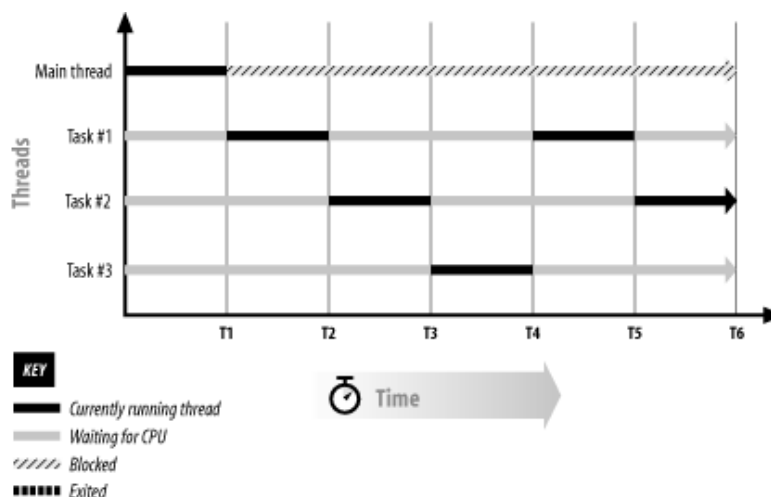 Threads
Main thread
Task #1
Task #2
Task #3
T1 T2 T3 T4 T5 T6
KEY
Currently running thread
Waiting for CPU
Blocked
Exited
Time